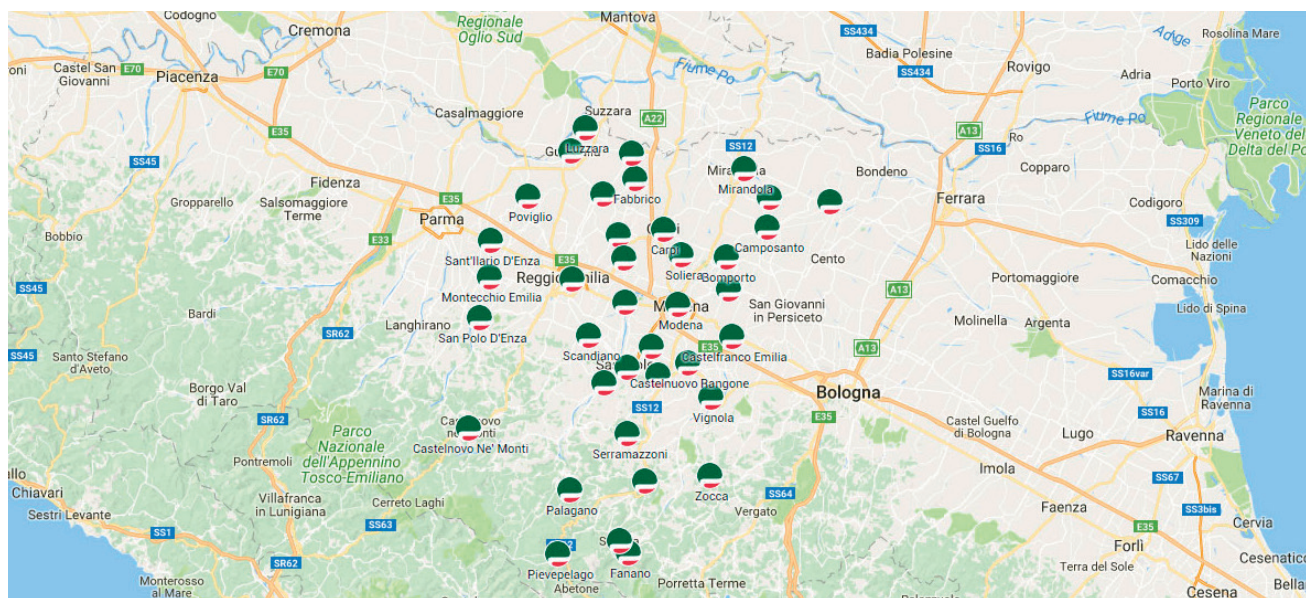 Codogno
Cremona
Parco
Regionale
Oglio Sud
Mantova
SS434
Adige
Rosolina Mare
Castel San
Giovanni
E70
Piacenza
E70
Badia Polesine
SS434
Rovigo
Adria
Porto Viro
Fiume Po
Casalmaggiore
Suzzara
A22
E35
SS45
Luzzara
SS12
A13
Ro
SS16
Fiume Po
Parco
Regionale
Veneto del
Delta del Po
Fidenza
Fabbrico
Mirandola
Bondeno
Copparo
Gropparello
Salsomaggiore
Terme
E35
Poviglio
Ferrara
Codigoro
SS309
Parma
E33
Bobbio
Sant'Ilario D'Enza
E35
Carpi
Soliera
Camposanto
Bomporto
Cento
Lido delle
Nazioni
SS45
Montecchio Emilia
Portomaggiore
Comacchio
A13
Bardi
Langhirano
San Polo D'Enza
Modena
San Giovanni
in Persiceto
Molinella
Argenta
Lido di Spina
SR62
SS45
Santo Stefano
d'Aveto
Scandiano
E35
Castelfranco Emilia
A13
SS16var
Borgo Val
di Taro
Castelnuovo Rangone
Bologna
Marina di
Ravenna
SR62
SS12
Vignola
E35
SS16
Castel Guelfo
di Bologna
Lugo
Ravenna
Parco
Nazionale
dell'Appennino
Tosco-Emiliano
Castelnovo Ne' Monti
Serramazzoni
Pontremoli
Imola
SS67
Chiavari
Villafranca
in Lunigiana
Cerreto Laghi
Palagano
Zocca
SS64
Vergato
Faenza
SS3bis
Sestri Levante
SS1
SS63
E35
Cervia
Forlì
SR62
Pievepelago
Fanano
Cesenatico
Monterosso
al Mare
Abetone
Porretta Terme
Terra del Sole
Cesena